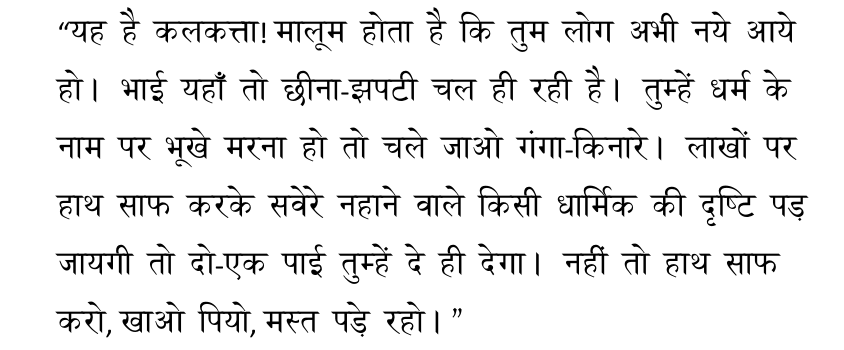 “यह है कलकत्ता! मालूम होता है कि तुम लोग अभी नये आये
हो। भाई यहाँ तो छीना-झपटी चल ही रही है। तुम्हें धर्म के
नाम पर भूखे मरना हो तो चले जाओ गंगा-किनारे। लाखों पर
हाथ साफ करके सवेरे नहाने वाले किसी धार्मिक की दृष्टि पड़
जायगी तो दो-एक पाई तुम्हें दे ही देगा। नहीं तो हाथ साफ
करो, खाओ पियो, मस्त पड़े रहो। ”